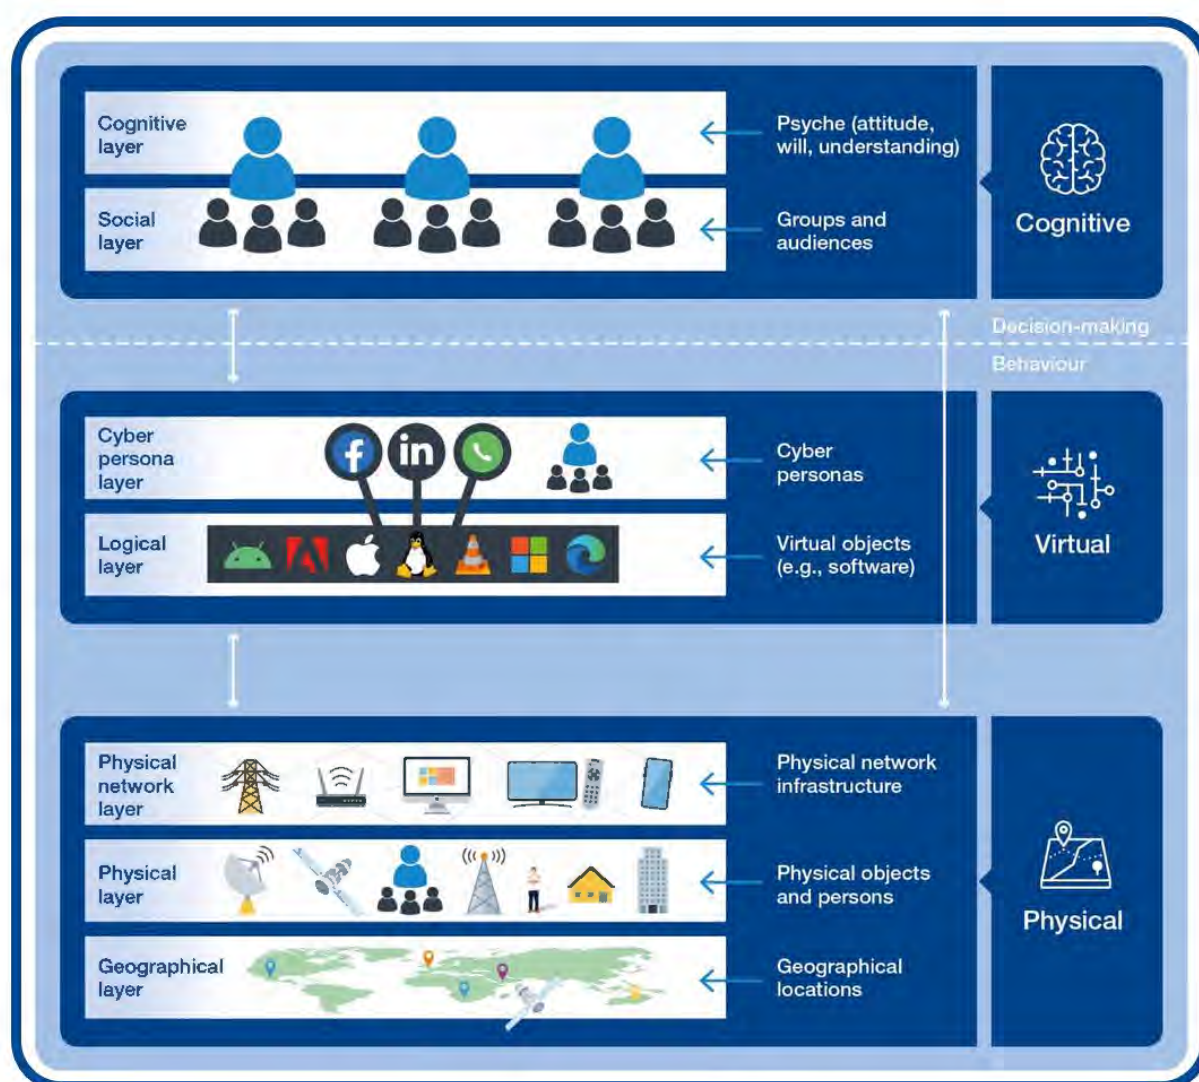 Cognitive
layer
Psyche (attitude,
will, understanding)
Social
layer
Groups and
audiences
Cognitive
Decision-making
Behaviour
Cyber
persona
layer
f
in
Cyber
personas
Logical
layer
Virtual objects
(e.g., software)
Virtual
Physical
network
layer
Physical network
infrastructure
Physical
layer
Physical objects
and persons
Geographical
layer
Geographical
locations
Physical